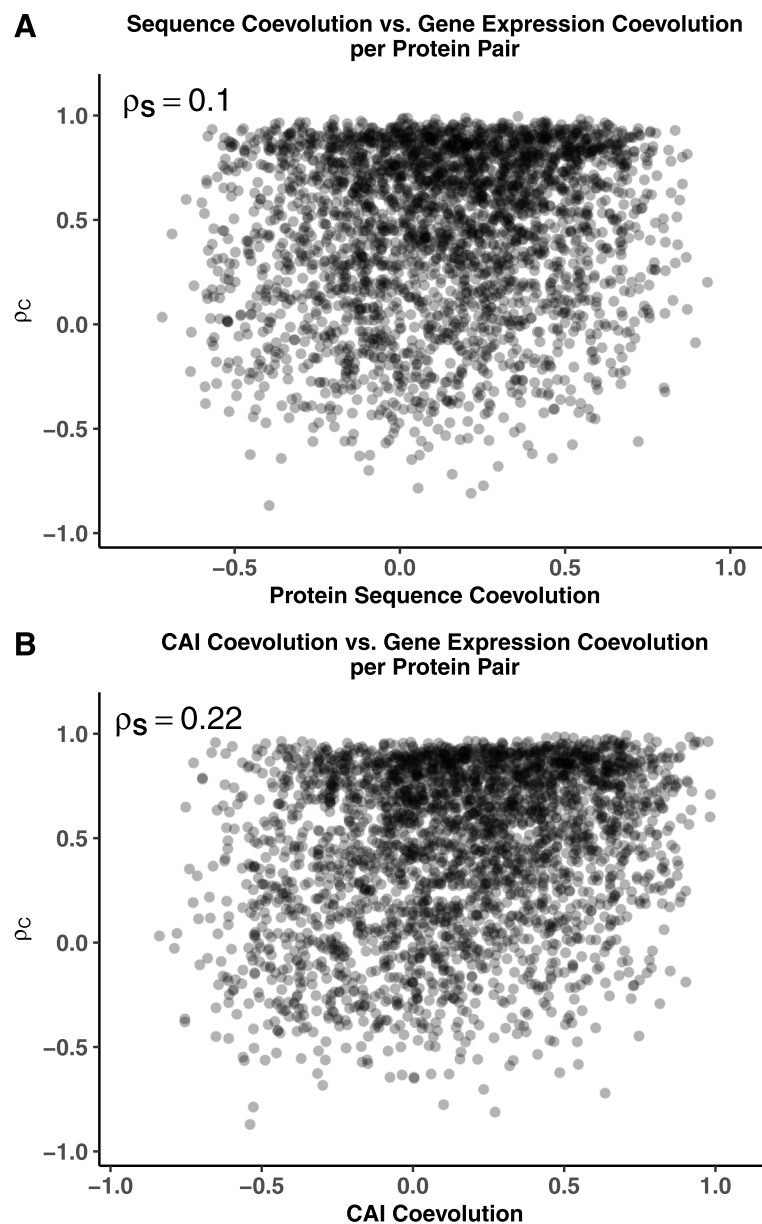 A
Sequence Coevolution vs. Gene Expression Coevolution
per Protein Pair
ρS = 0.1
1.0
0.5
0.0
−0.5
−1.0
ρC
−0.5 0.0 0.5 1.0
Protein Sequence Coevolution
B
CAI Coevolution vs. Gene Expression Coevolution
per Protein Pair
ρS = 0.22
1.0
0.5
0.0
−0.5
−1.0
ρC
−1.0 −0.5 0.0 0.5 1.0
CAI Coevolution